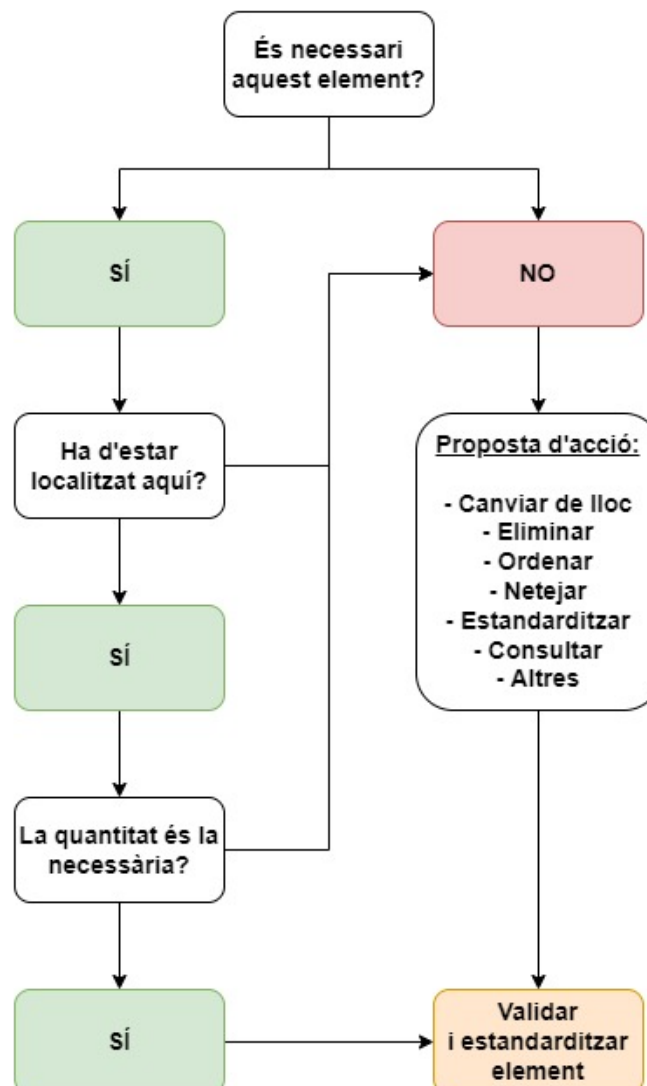 És necessari
aquest element?
SÍ
NO
Ha d'estar
localitzat aquí?
Proposta d'acció:
- Canviar de lloc
- Eliminar
- Ordenar
- Netejar
- Estandarditzar
- Consultar
- Altres
SÍ
La quantitat és la
necessària?
SÍ
Validar
i estandarditzar
element